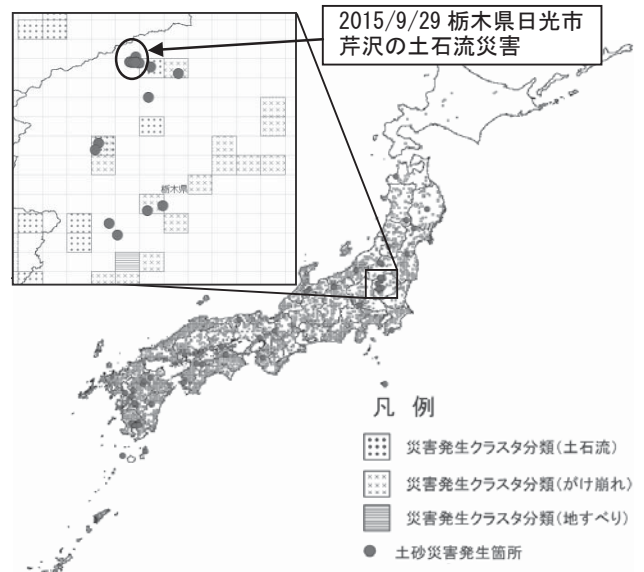 2015/9/29 栃木県日光市
芹沢の土石流災害
栃木県
凡 例
災害発生クラスタ分類(土石流)
災害発生クラスタ分類(がけ崩れ)
災害発生クラスタ分類(地すべり)
土砂災害発生箇所